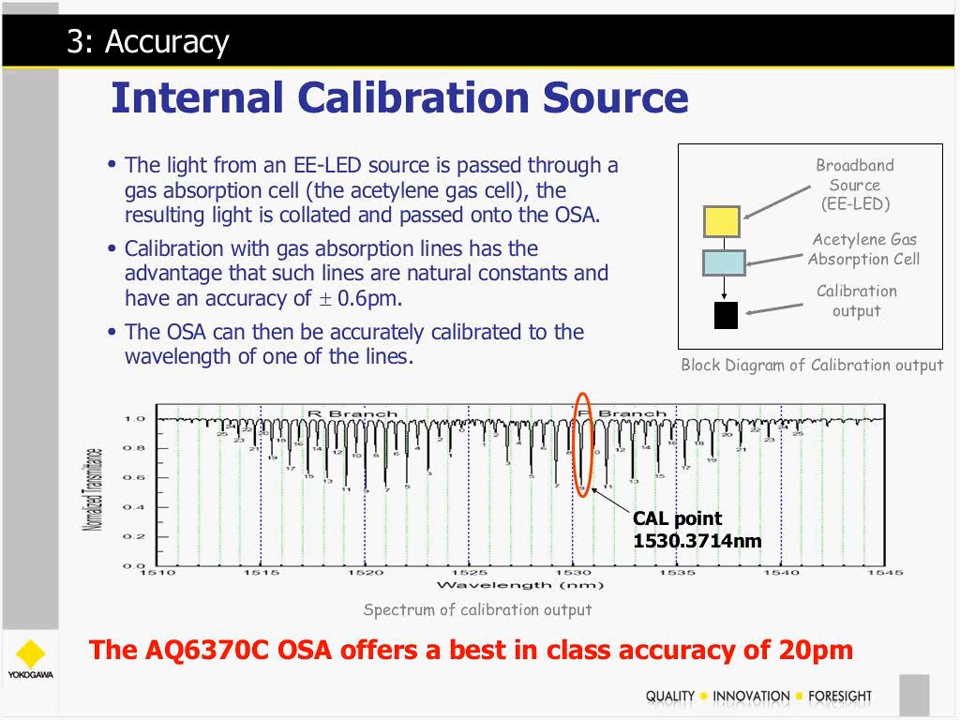 3: Accuracy
Internal Calibration Source
• The light from an EE-LED source is passed through a
gas absorption cell (the acetylene gas cell), the
resulting light is collated and passed onto the OSA.
• Calibration with gas absorption lines has the
advantage that such lines are natural constants and
have an accuracy of ± 0.6pm.
• The OSA can then be accurately calibrated to the
wavelength of one of the lines.
Broadband
Source
(EE-LED)
Acetylene Gas
Absorption Cell
Calibration
output
Block Diagram of Calibration output
R Branch
P Branch
Normalized Transmittance
1.0
0.8
0.6
0.4
0.2
0.0
CAL point
1530.3714nm
1510 1515 1520 1525 1530 1535 1540 1545
Wavelength (nm)
Spectrum of calibration output
The AQ6370C OSA offers a best in class accuracy of 20pm
YOKOGAWA
QUALITY ■ INNOVATION ■ FORESIGHT